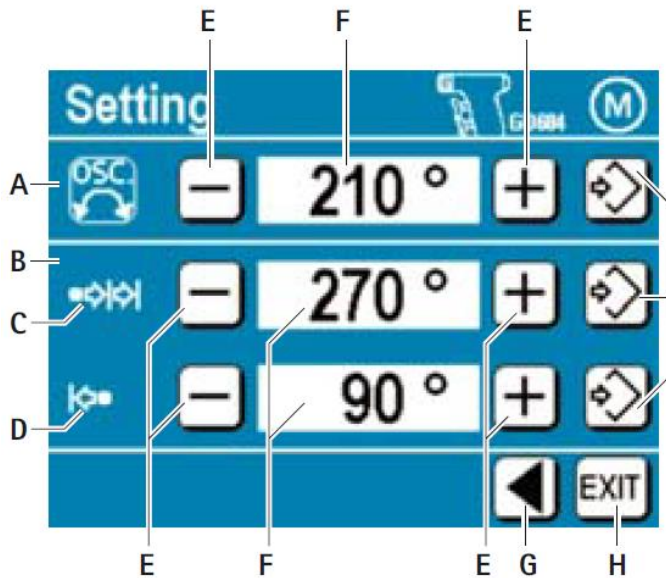 E F E
Setting GD684 M
A OSC. − 210 ° +
B
C − 270 ° +
D − 90 ° +
EXIT
E F E G H